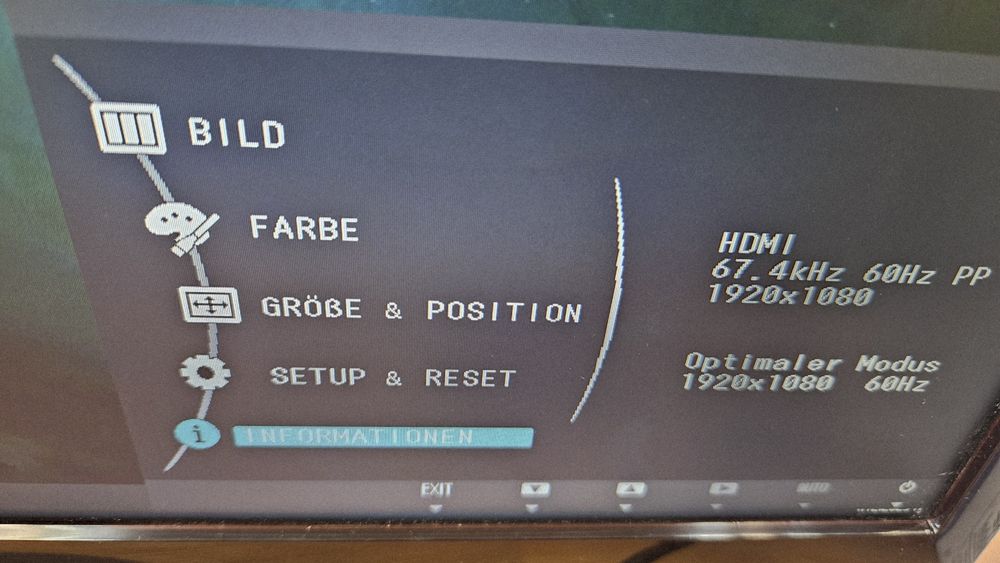 BILD
FARBE
GRÖßE & POSITION
SETUP & RESET
INFORMATIONEN
HDMI
67.4kHz 60Hz PP
1920x1080
Optimaler Modus
1920x1080 60Hz
EXIT
AUTO